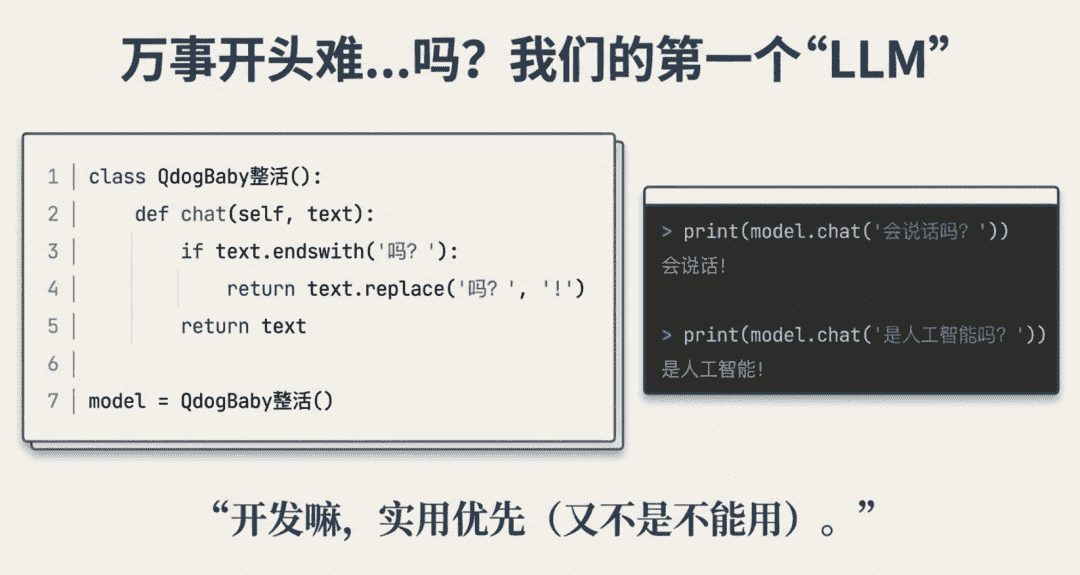 万事开头难...吗？我们的第一个“LLM”
1 | class QdogBaby整活():
2 |     def chat(self, text):
3 |         if text.endswith('吗？'):
4 |             return text.replace('吗？', '!')
5 |         return text
6 |
7 | model = QdogBaby整活()
> print(model.chat('会说话吗？'))
会说话!
> print(model.chat('是人工智能吗？'))
是人工智能!
“开发嘛，实用优先（又不是不能用）。”